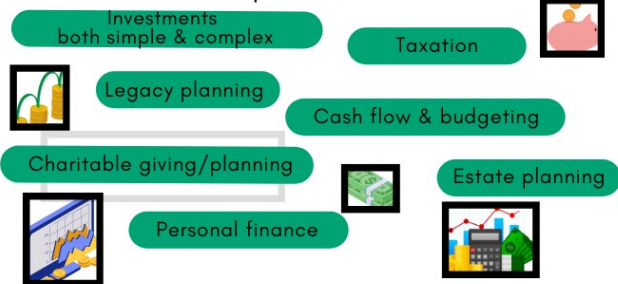 Investments
both simple & complex
Taxation
Legacy planning
Cash flow & budgeting
Charitable giving/planning
Estate planning
Personal finance